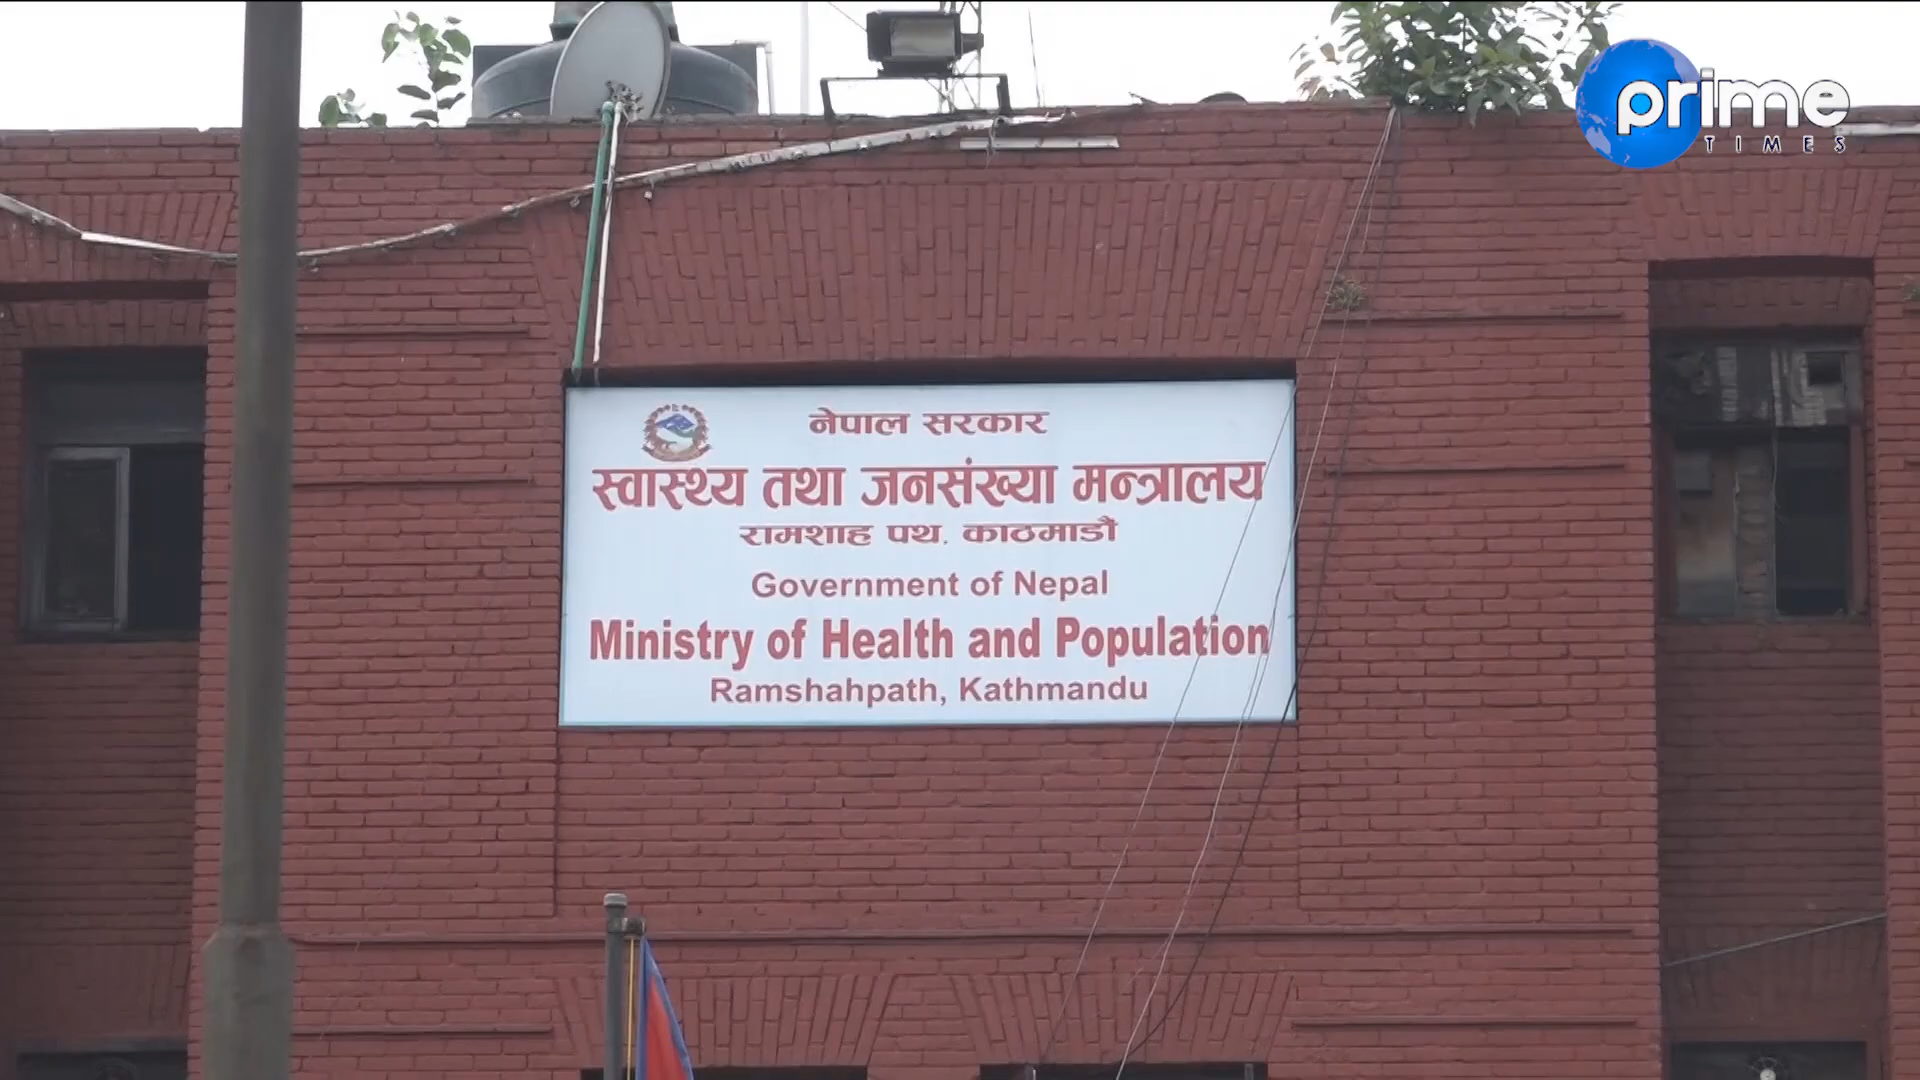 prime
TIMES
नेपाल सरकार
स्वास्थ्य तथा जनसंख्या मन्त्रालय
रामशाह पथ, काठमाडौं
Government of Nepal
Ministry of Health and Population
Ramshahpath, Kathmandu